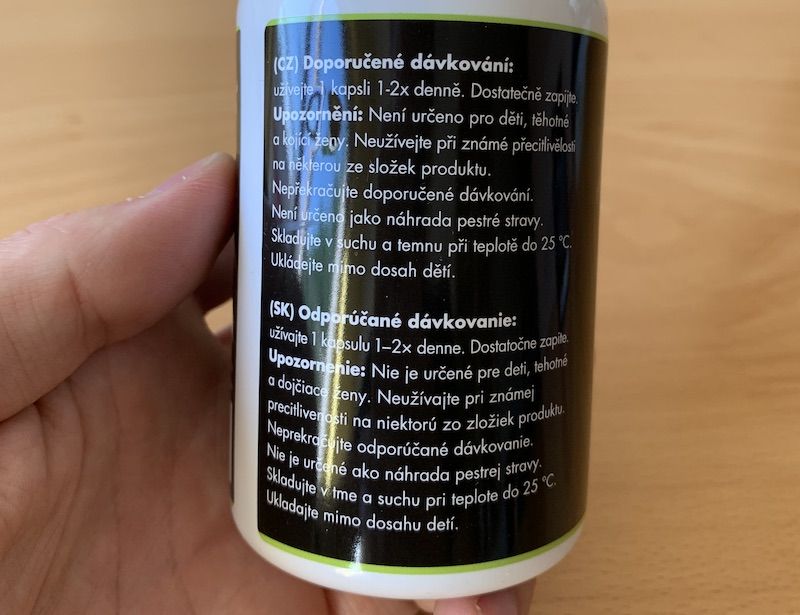 (CZ) Doporučené dávkování:
užívejte 1 kapsli 1-2x denně. Dostatečně zapijte.
Upozornění: Není určeno pro děti, těhotné
a kojící ženy. Neužívejte při známé přecitlivělosti
na některou ze složek produktu.
Nepřekračujte doporučené dávkování.
Není určeno jako náhrada pestré stravy.
Skladujte v suchu a temnu při teplotě do 25 °C.
Ukládejte mimo dosah dětí.
(SK) Odporúčané dávkovanie:
užívajte 1 kapsulu 1–2x denne. Dostatočne zapite.
Upozornenie: Nie je určené pre deti, tehotné
a dojčiace ženy. Neužívajte pri známej
precitlivenosti na niektorú zo zložiek produktu.
Neprekračujte odporúčané dávkovanie.
Nie je určené ako náhrada pestrej stravy.
Skladujte v tme a suchu pri teplote do 25 °C.
Ukladajte mimo dosahu detí.